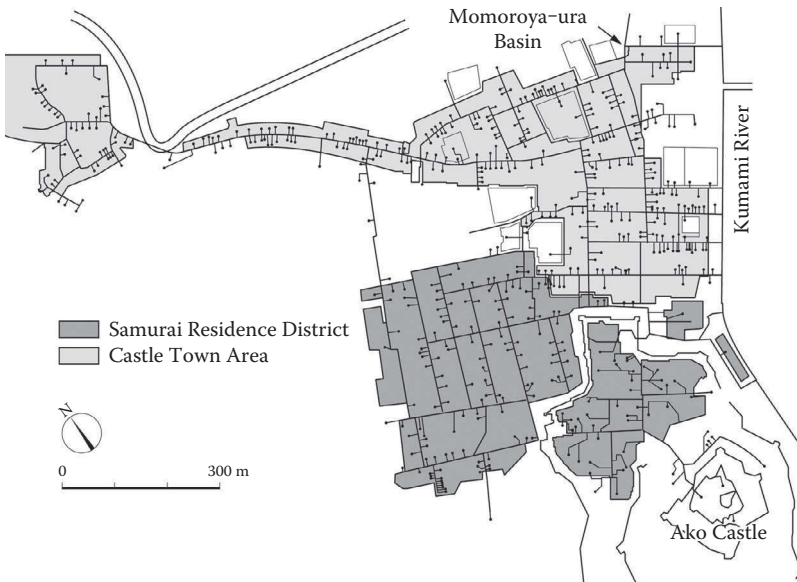 Momoroya-ura
Basin
Kumami River
Samurai Residence District
Castle Town Area
N
0 300 m
Ako Castle